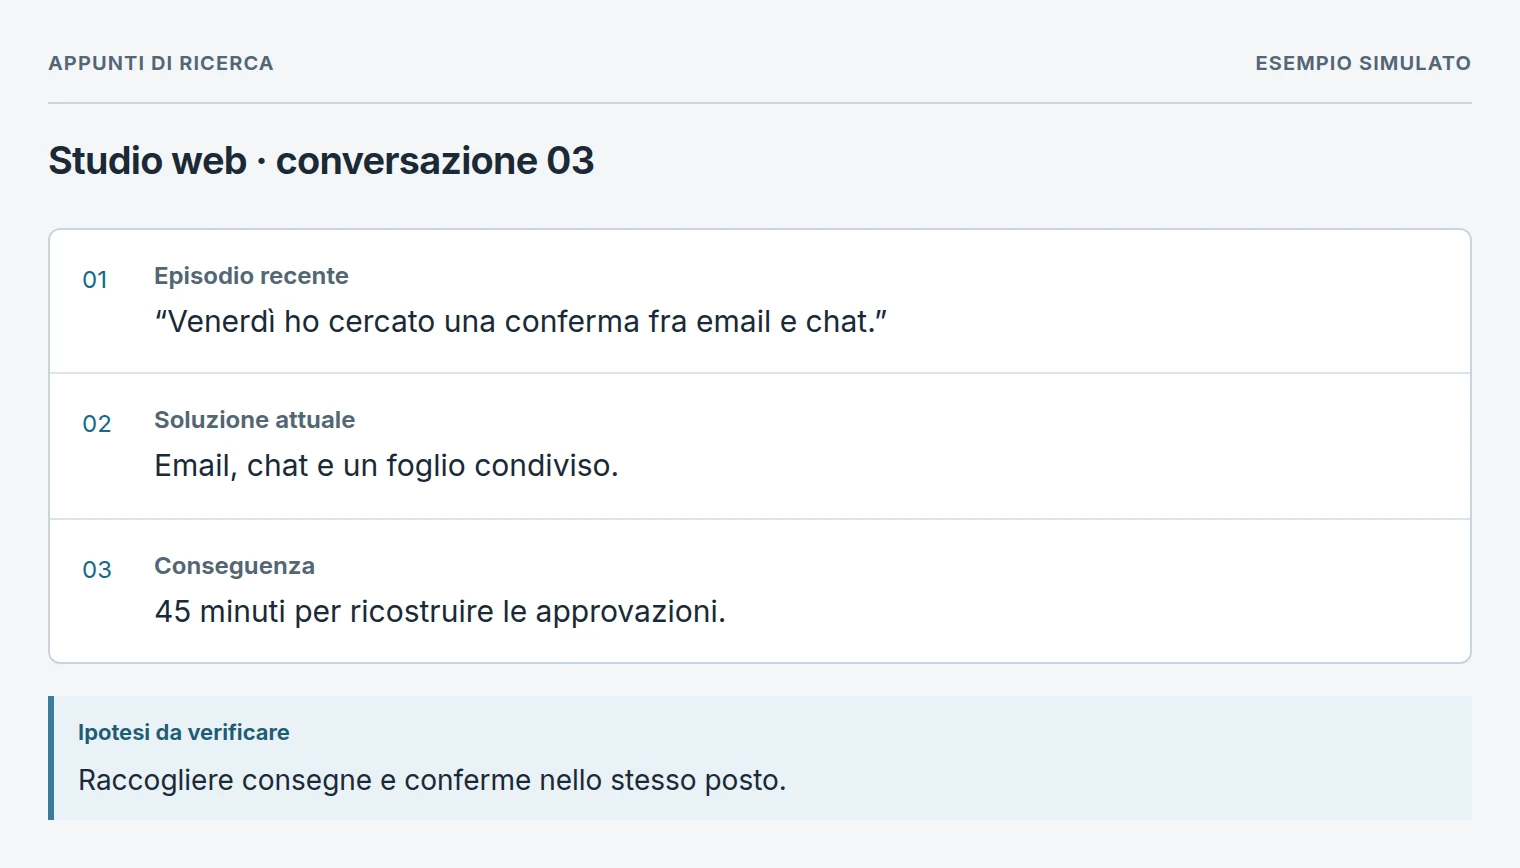 APPUNTI DI RICERCA
ESEMPIO SIMULATO
Studio web · conversazione 03
01
Episodio recente
“Venerdì ho cercato una conferma fra email e chat.”
02
Soluzione attuale
Email, chat e un foglio condiviso.
03
Conseguenza
45 minuti per ricostruire le approvazioni.
Ipotesi da verificare
Raccogliere consegne e conferme nello stesso posto.